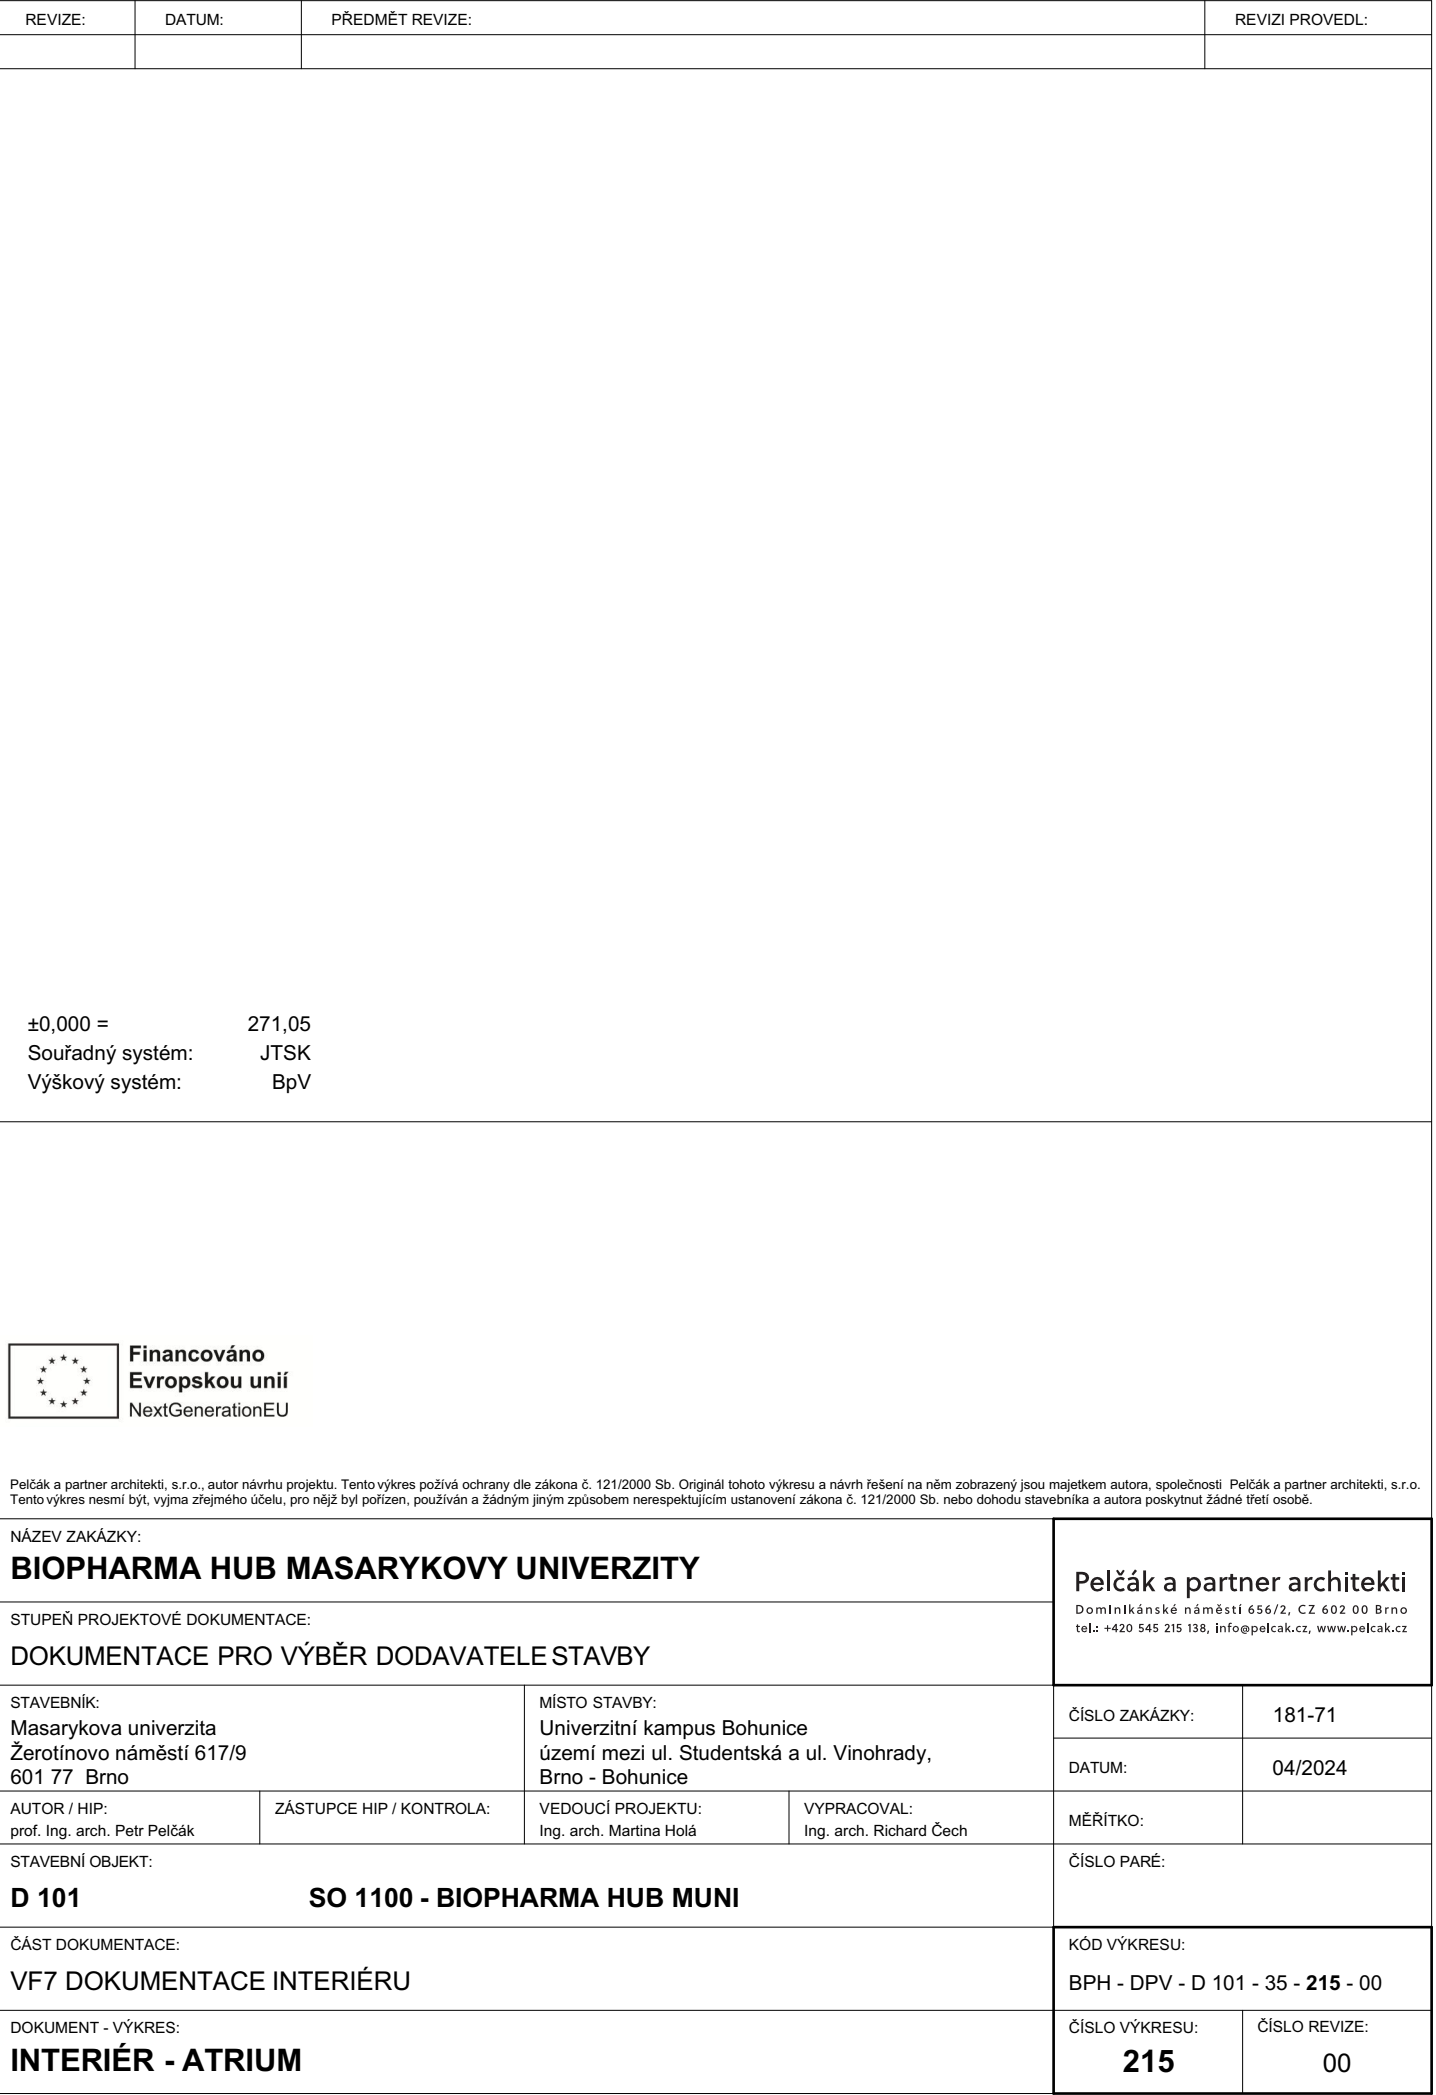 REVIZE: DATUM: PŘEDMĚT REVIZE: REVIZI PROVEDL:
±0,000 = 271,05
Souřadný systém: JTSK
Výškový systém: BpV
Financováno
Evropskou unií
NextGenerationEU
Pelčák a partner architekti, s.r.o., autor návrhu projektu. Tento výkres požívá ochrany dle zákona č. 121/2000 Sb. Originál tohoto výkresu a návrh řešení na něm zobrazený jsou majetkem autora, společnosti Pelčák a partner architekti, s.r.o.
Tento výkres nesmí být, vyjma zřejmého účelu, pro nějž byl pořízen, používán a žádným jiným způsobem nerespektujícím ustanovení zákona č. 121/2000 Sb. nebo dohodu stavebníka a autora poskytnut žádné třetí osobě.
NÁZEV ZAKÁZKY:
BIOPHARMA HUB MASARYKOVY UNIVERZITY
STUPEŇ PROJEKTOVÉ DOKUMENTACE:
DOKUMENTACE PRO VÝBĚR DODAVATELE STAVBY
Pelčák a partner architekti
Dominikánské náměstí 656/2, CZ 602 00 Brno
tel.: +420 545 215 138, info@pelcak.cz, www.pelcak.cz
STAVEBNÍK:
Masarykova univerzita
Žerotínovo náměstí 617/9
601 77 Brno
MÍSTO STAVBY:
Univerzitní kampus Bohunice
území mezi ul. Studentská a ul. Vinohrady,
Brno - Bohunice
ČÍSLO ZAKÁZKY: 181-71
DATUM: 04/2024
AUTOR / HIP:
prof. Ing. arch. Petr Pelčák
ZÁSTUPCE HIP / KONTROLA:
VEDOUCÍ PROJEKTU:
Ing. arch. Martina Holá
VYPRACOVAL:
Ing. arch. Richard Čech
MĚŘÍTKO:
STAVEBNÍ OBJEKT:
D 101 SO 1100 - BIOPHARMA HUB MUNI
ČÍSLO PARÉ:
ČÁST DOKUMENTACE:
VF7 DOKUMENTACE INTERIÉRU
KÓD VÝKRESU:
BPH - DPV - D 101 - 35 - 215 - 00
DOKUMENT - VÝKRES:
INTERIÉR - ATRIUM
ČÍSLO VÝKRESU:
215
ČÍSLO REVIZE:
00